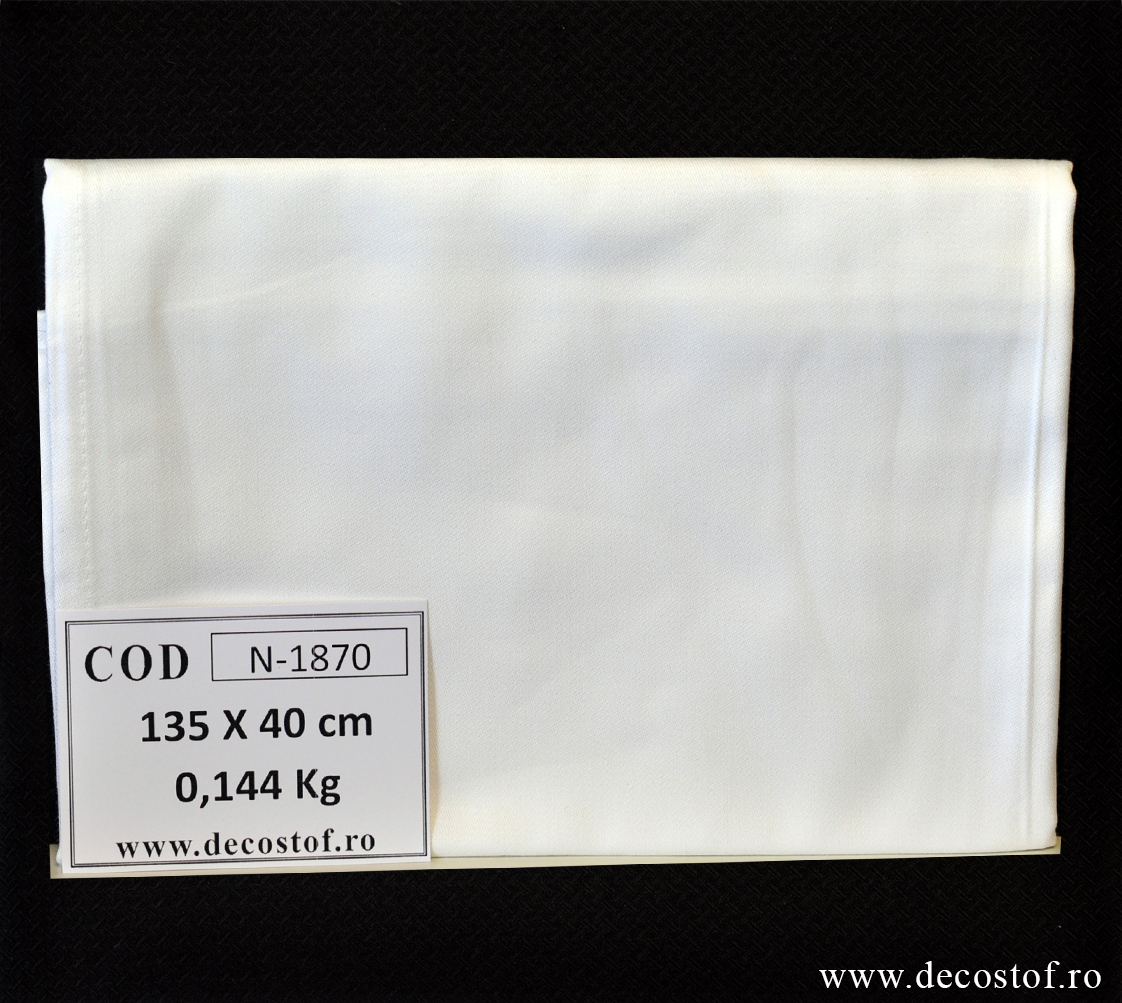 COD N-1870
135 X 40 cm
0,144 Kg
www.decostof.ro
www.decostof.ro